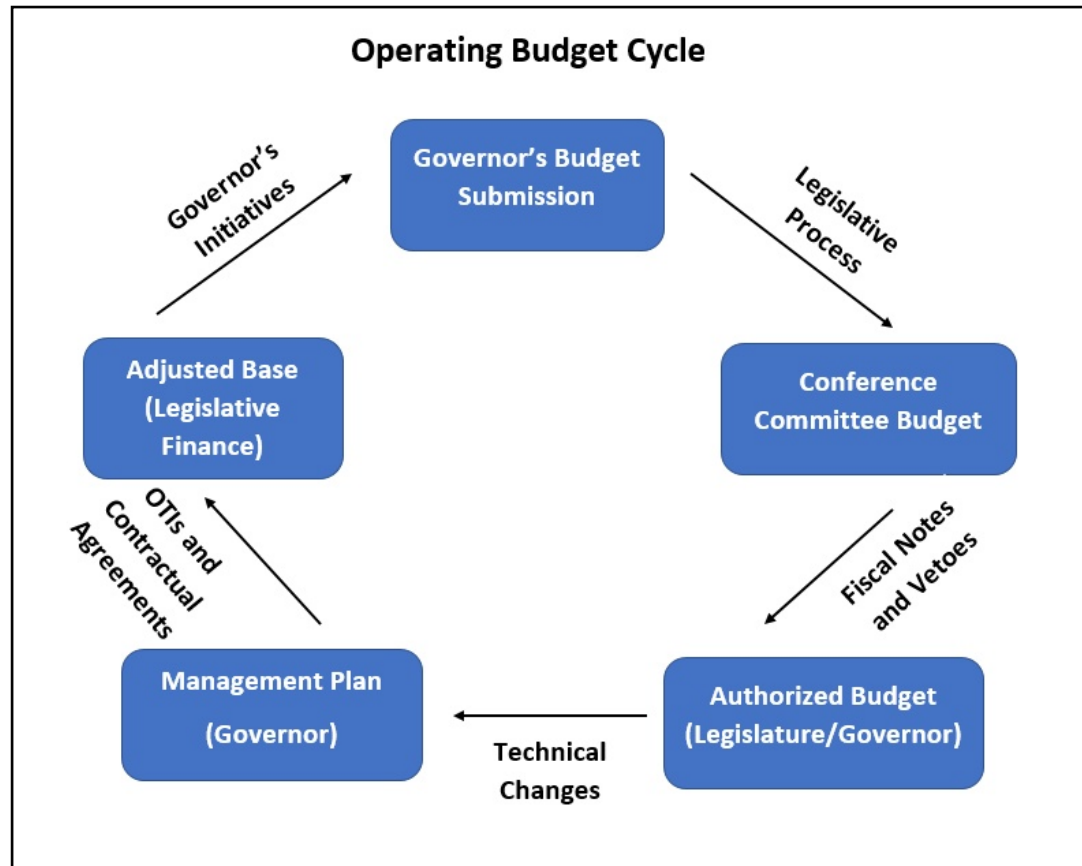 Operating Budget Cycle
Governor’s Budget
Submission
Legislative
Process
Conference
Committee Budget
Fiscal Notes
and Vetoes
Authorized Budget
(Legislature/Governor)
Technical
Changes
Management Plan
(Governor)
OTIs and
Contractual
Agreements
Adjusted Base
(Legislative
Finance)
Governor’s
Initiatives